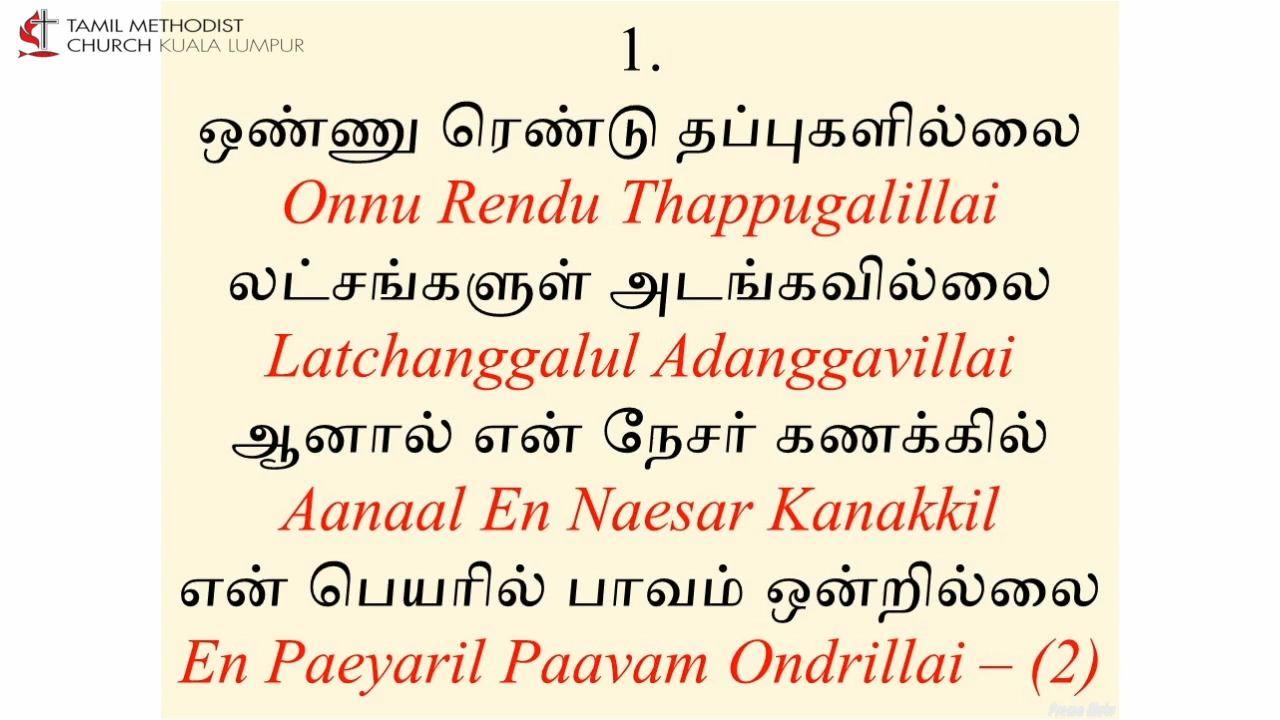 TAMIL METHODIST
CHURCH KUALA LUMPUR
1.
ஒண்ணு ரெண்டு தப்புகளில்லை
Onnu Rendu Thappugalillai
லட்சங்களுள் அடங்கவில்லை
Latchanggalul Adanggavillai
ஆனால் என் நேசர் கணக்கில்
Aanaal En Naesar Kanakkil
என் பெயரில் பாவம் ஒன்றில்லை
En Paeyaril Paavam Ondrillai – (2)